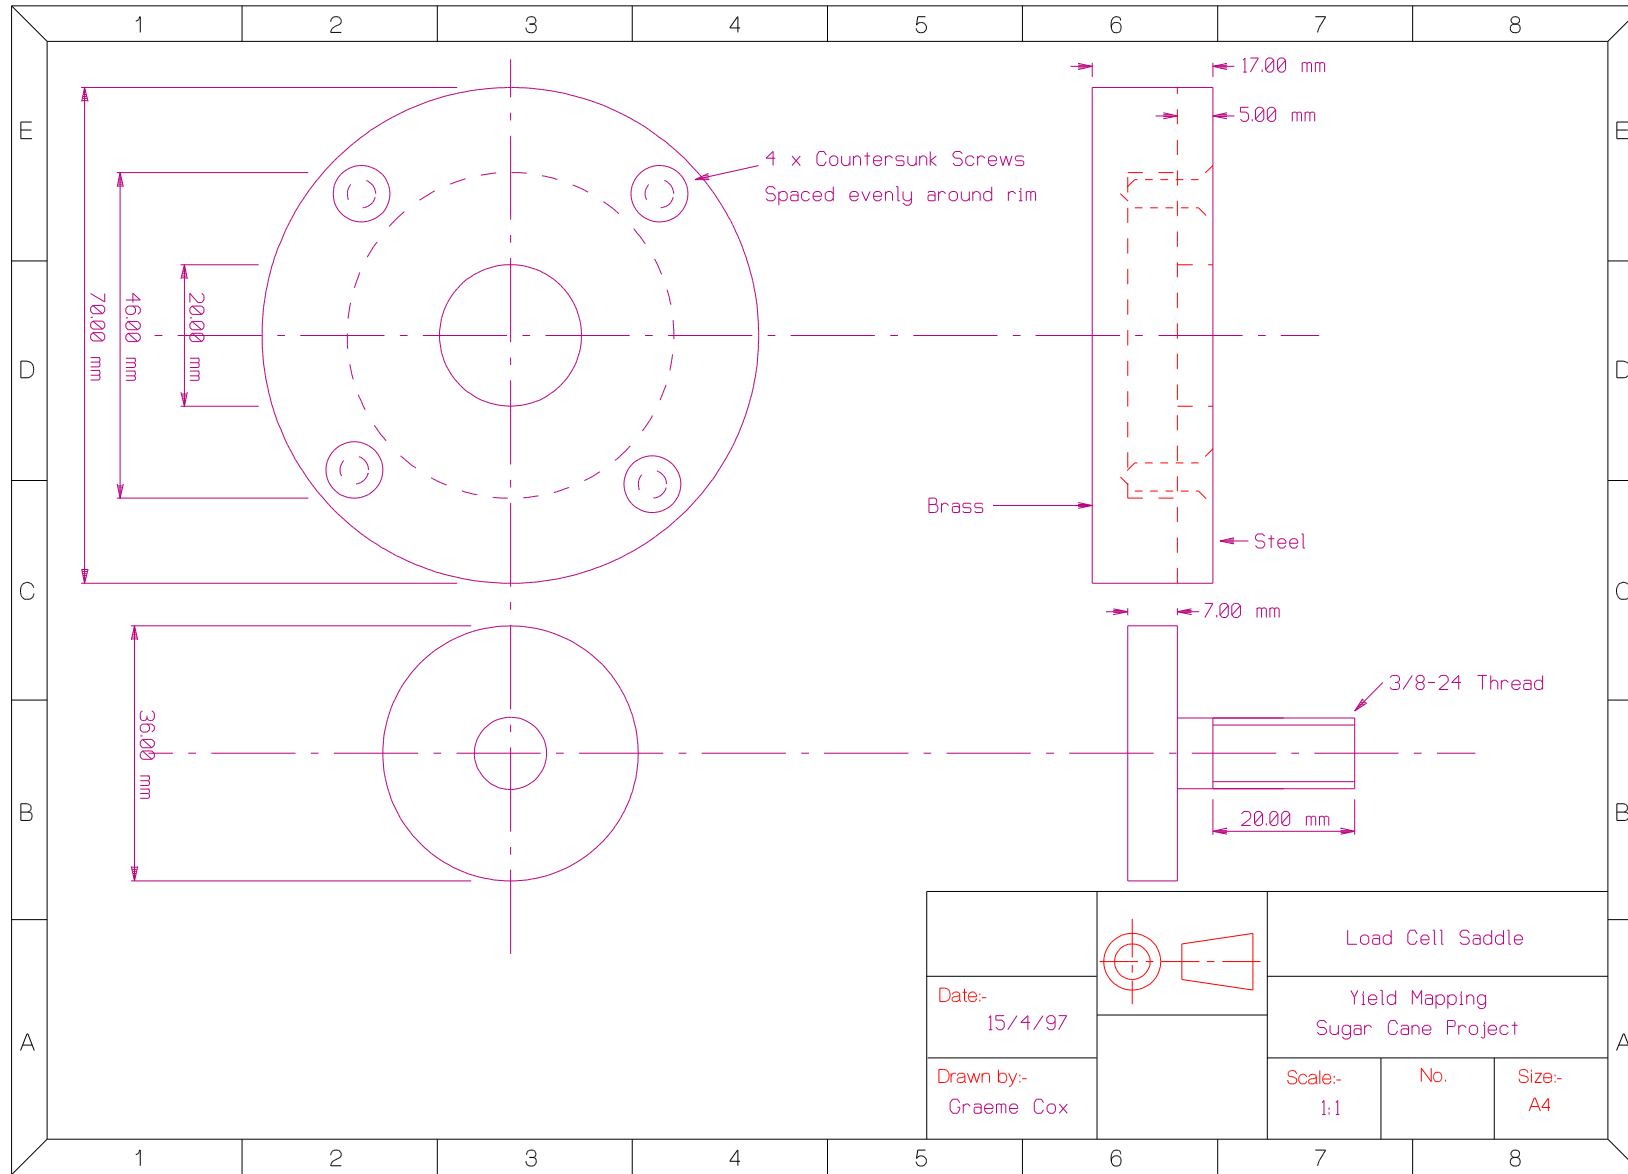 1 2 3 4 5 6 7 8
E E
17.00 mm
5.00 mm
4 x Countersunk Screws
Spaced evenly around rim
70.00 mm
46.00 mm
20.00 mm
D D
Brass
Steel
C C
7.00 mm
3/8-24 Thread
36.00 mm
B B
20.00 mm
Load Cell Saddle
Date:-
15/4/97
Yield Mapping
Sugar Cane Project
A A
Drawn by:-
Graeme Cox
Scale:-
1:1
No.
Size:-
A4
1 2 3 4 5 6 7 8